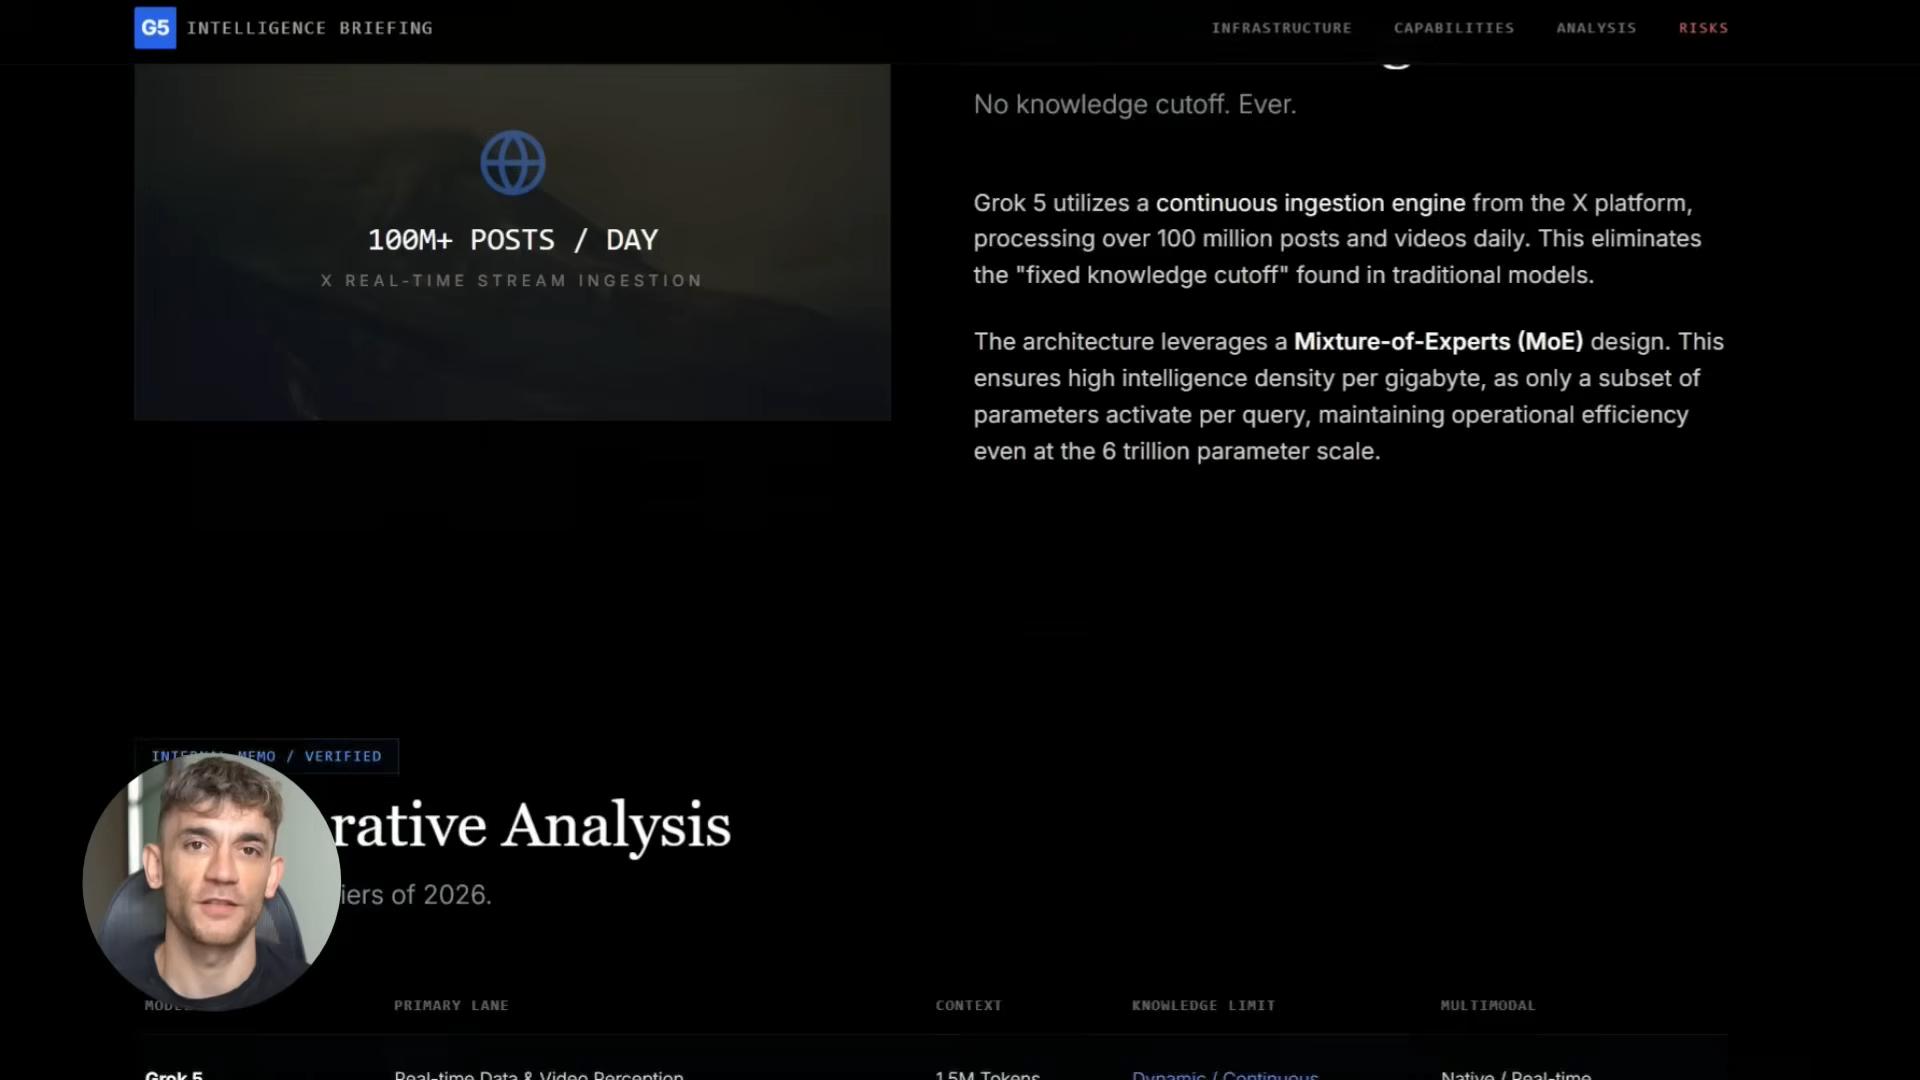 G5 INTELLIGENCE BRIEFING
INFRASTRUCTURE CAPABILITIES ANALYSIS RISKS
100M+ POSTS / DAY
X REAL-TIME STREAM INGESTION
No knowledge cutoff. Ever.
Grok 5 utilizes a continuous ingestion engine from the X platform,
processing over 100 million posts and videos daily. This eliminates
the "fixed knowledge cutoff" found in traditional models.
The architecture leverages a Mixture-of-Experts (MoE) design. This
ensures high intelligence density per gigabyte, as only a subset of
parameters activate per query, maintaining operational efficiency
even at the 6 trillion parameter scale.
MEMO / VERIFIED
rative Analysis
iers of 2026.
PRIMARY LANE CONTEXT KNOWLEDGE LIMIT MULTIMODAL
Grok 5 Real-time Data & Video Perception 1.5M Tokens Dynamic / Continuous Native / Real-time